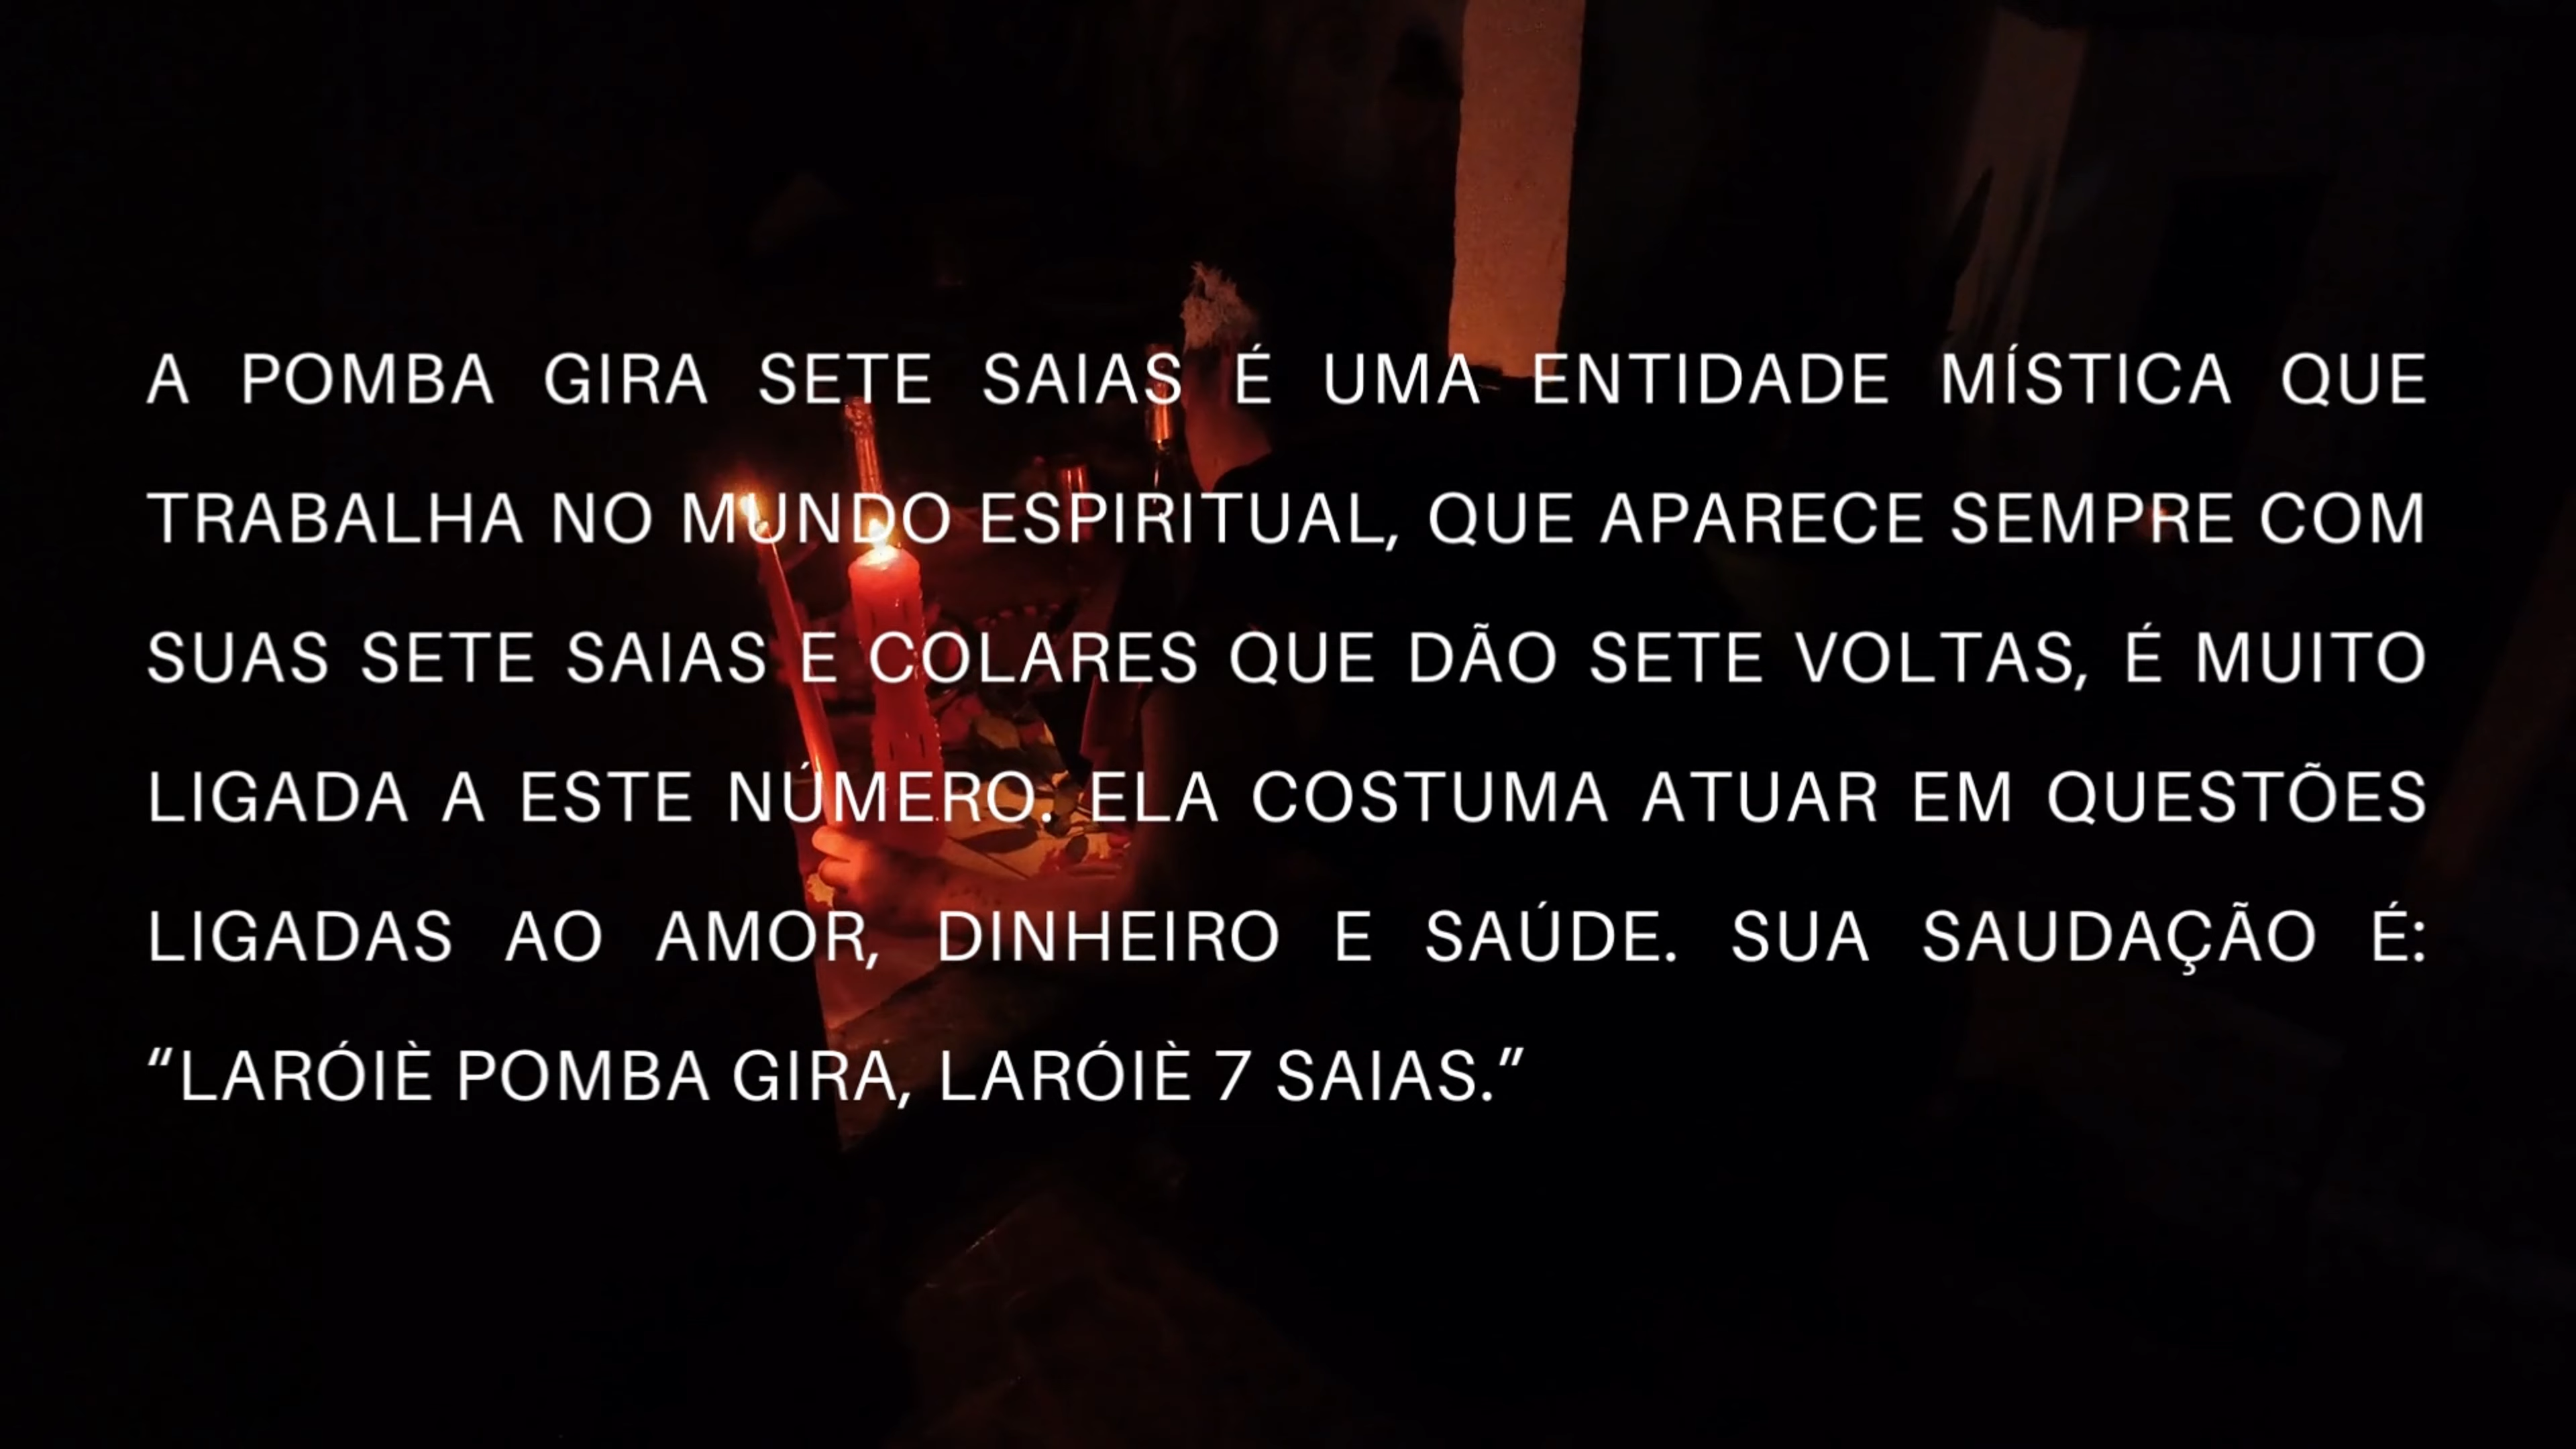 A POMBA GIRA SETE SAIAS É UMA ENTIDADE MÍSTICA QUE
TRABALHA NO MUNDO ESPIRITUAL, QUE APARECE SEMPRE COM
SUAS SETE SAIAS E COLARES QUE DÃO SETE VOLTAS, É MUITO
LIGADA A ESTE NÚMERO. ELA COSTUMA ATUAR EM QUESTÕES
LIGADAS AO AMOR, DINHEIRO E SAÚDE. SUA SAUDAÇÃO É:
“LARÓIÈ POMBA GIRA, LARÓIÈ 7 SAIAS.”